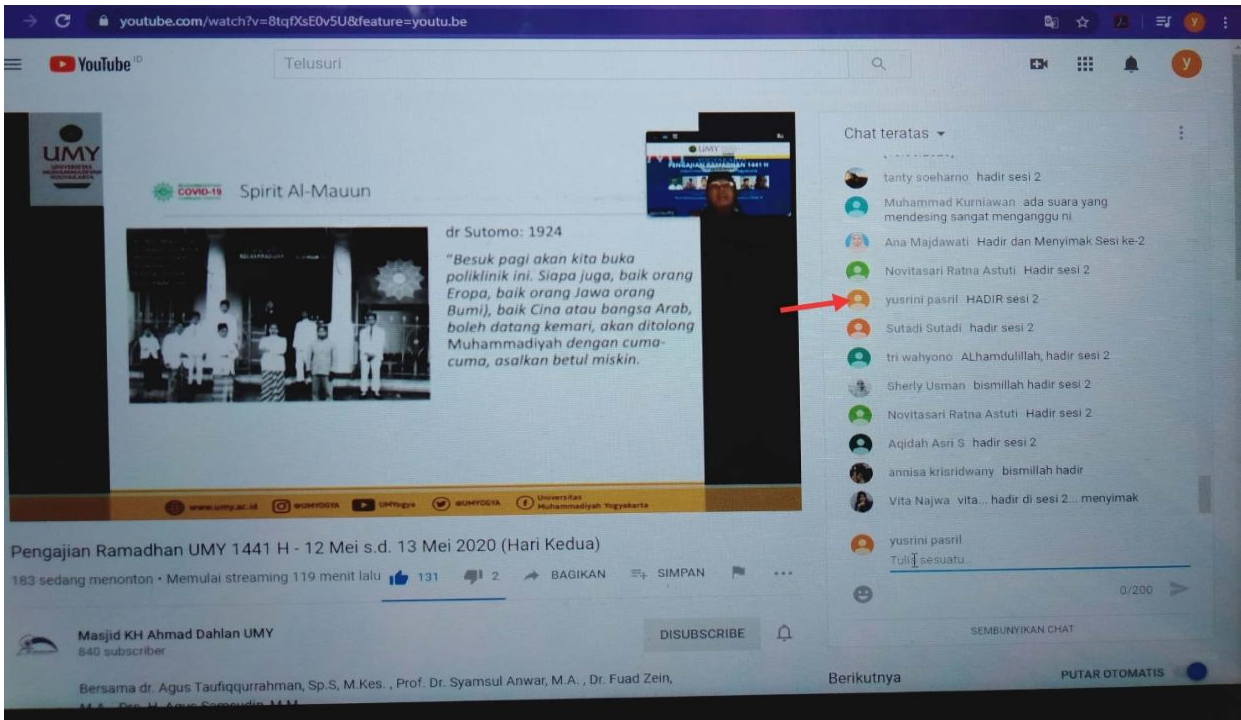 youtube.com/watch?v=8tqfXsE0v5U&feature=youtu.be
YouTube ID
Telusuri
UMY
UNIVERSITAS
MUHAMMADIYAH
YOGYAKARTA
COVID-19
Spirit Al-Mauun
UMY
PENGAJIAN RAMADHAN 1441 H
dr Sutomo: 1924
"Besuk pagi akan kita buka
poliklinik ini. Siapa juga, baik orang
Eropa, baik orang Jawa orang
Bumi), baik Cina atau bangsa Arab,
boleh datang kemari, akan ditolong
Muhammadiyah dengan cuma-
cuma, asalkan betul miskin.
www.umy.ac.id @UMYOGYA UMYogya @UMYOGYA Universitas
Muhammadiyah Yogyakarta
Pengajian Ramadhan UMY 1441 H - 12 Mei s.d. 13 Mei 2020 (Hari Kedua)
183 sedang menonton • Memulai streaming 119 menit lalu 131 2 BAGIKAN SIMPAN
Masjid KH Ahmad Dahlan UMY
840 subscriber
DISUBSCRIBE
Bersama dr. Agus Taufiqqurrahman, Sp.S, M.Kes. , Prof. Dr. Syamsul Anwar, M.A. , Dr. Fuad Zein,
Chat teratas
tanty soeharno hadir sesi 2
Muhammad Kurniawan ada suara yang
mendesing sangat menganggu ni
Ana Majdawati Hadir dan Menyimak Sesi ke-2
Novitasari Ratna Astuti Hadir sesi 2
yusrini pasril HADIR sesi 2
Sutadi Sutadi hadir sesi 2
tri wahyono ALhamdulillah, hadir sesi 2
Sherly Usman bismillah hadir sesi 2
Novitasari Ratna Astuti Hadir sesi 2
Aqidah Asri S hadir sesi 2
annisa krisridwany bismillah hadir
Vita Najwa vita... hadir di sesi 2... menyimak
yusrini pasril
Tulis sesuatu...
0/200
SEMBUNYIKAN CHAT
Berikutnya
PUTAR OTOMATIS
y
y